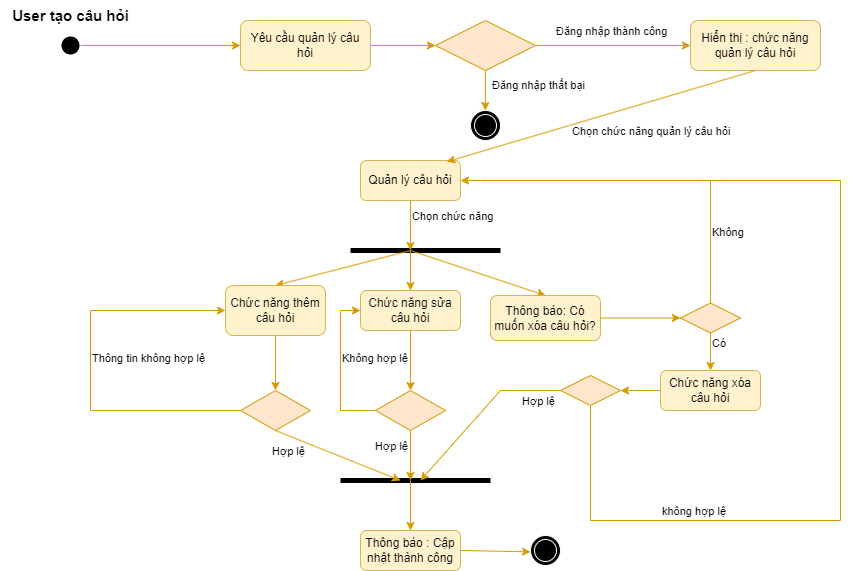 User tạo câu hỏi
Yêu cầu quản lý câu
hỏi
Đăng nhập thành công
Hiển thị : chức năng
quản lý câu hỏi
Đăng nhập thất bại
Chọn chức năng quản lý câu hỏi
Quản lý câu hỏi
Chọn chức năng
Không
Chức năng thêm
câu hỏi
Chức năng sửa
câu hỏi
Thông báo: Có
muốn xóa câu hỏi?
Có
Thông tin không hợp lệ
Không hợp lệ
Chức năng xóa
câu hỏi
Hợp lệ
Hợp lệ
Hợp lệ
không hợp lệ
Thông báo : Cập
nhật thành công